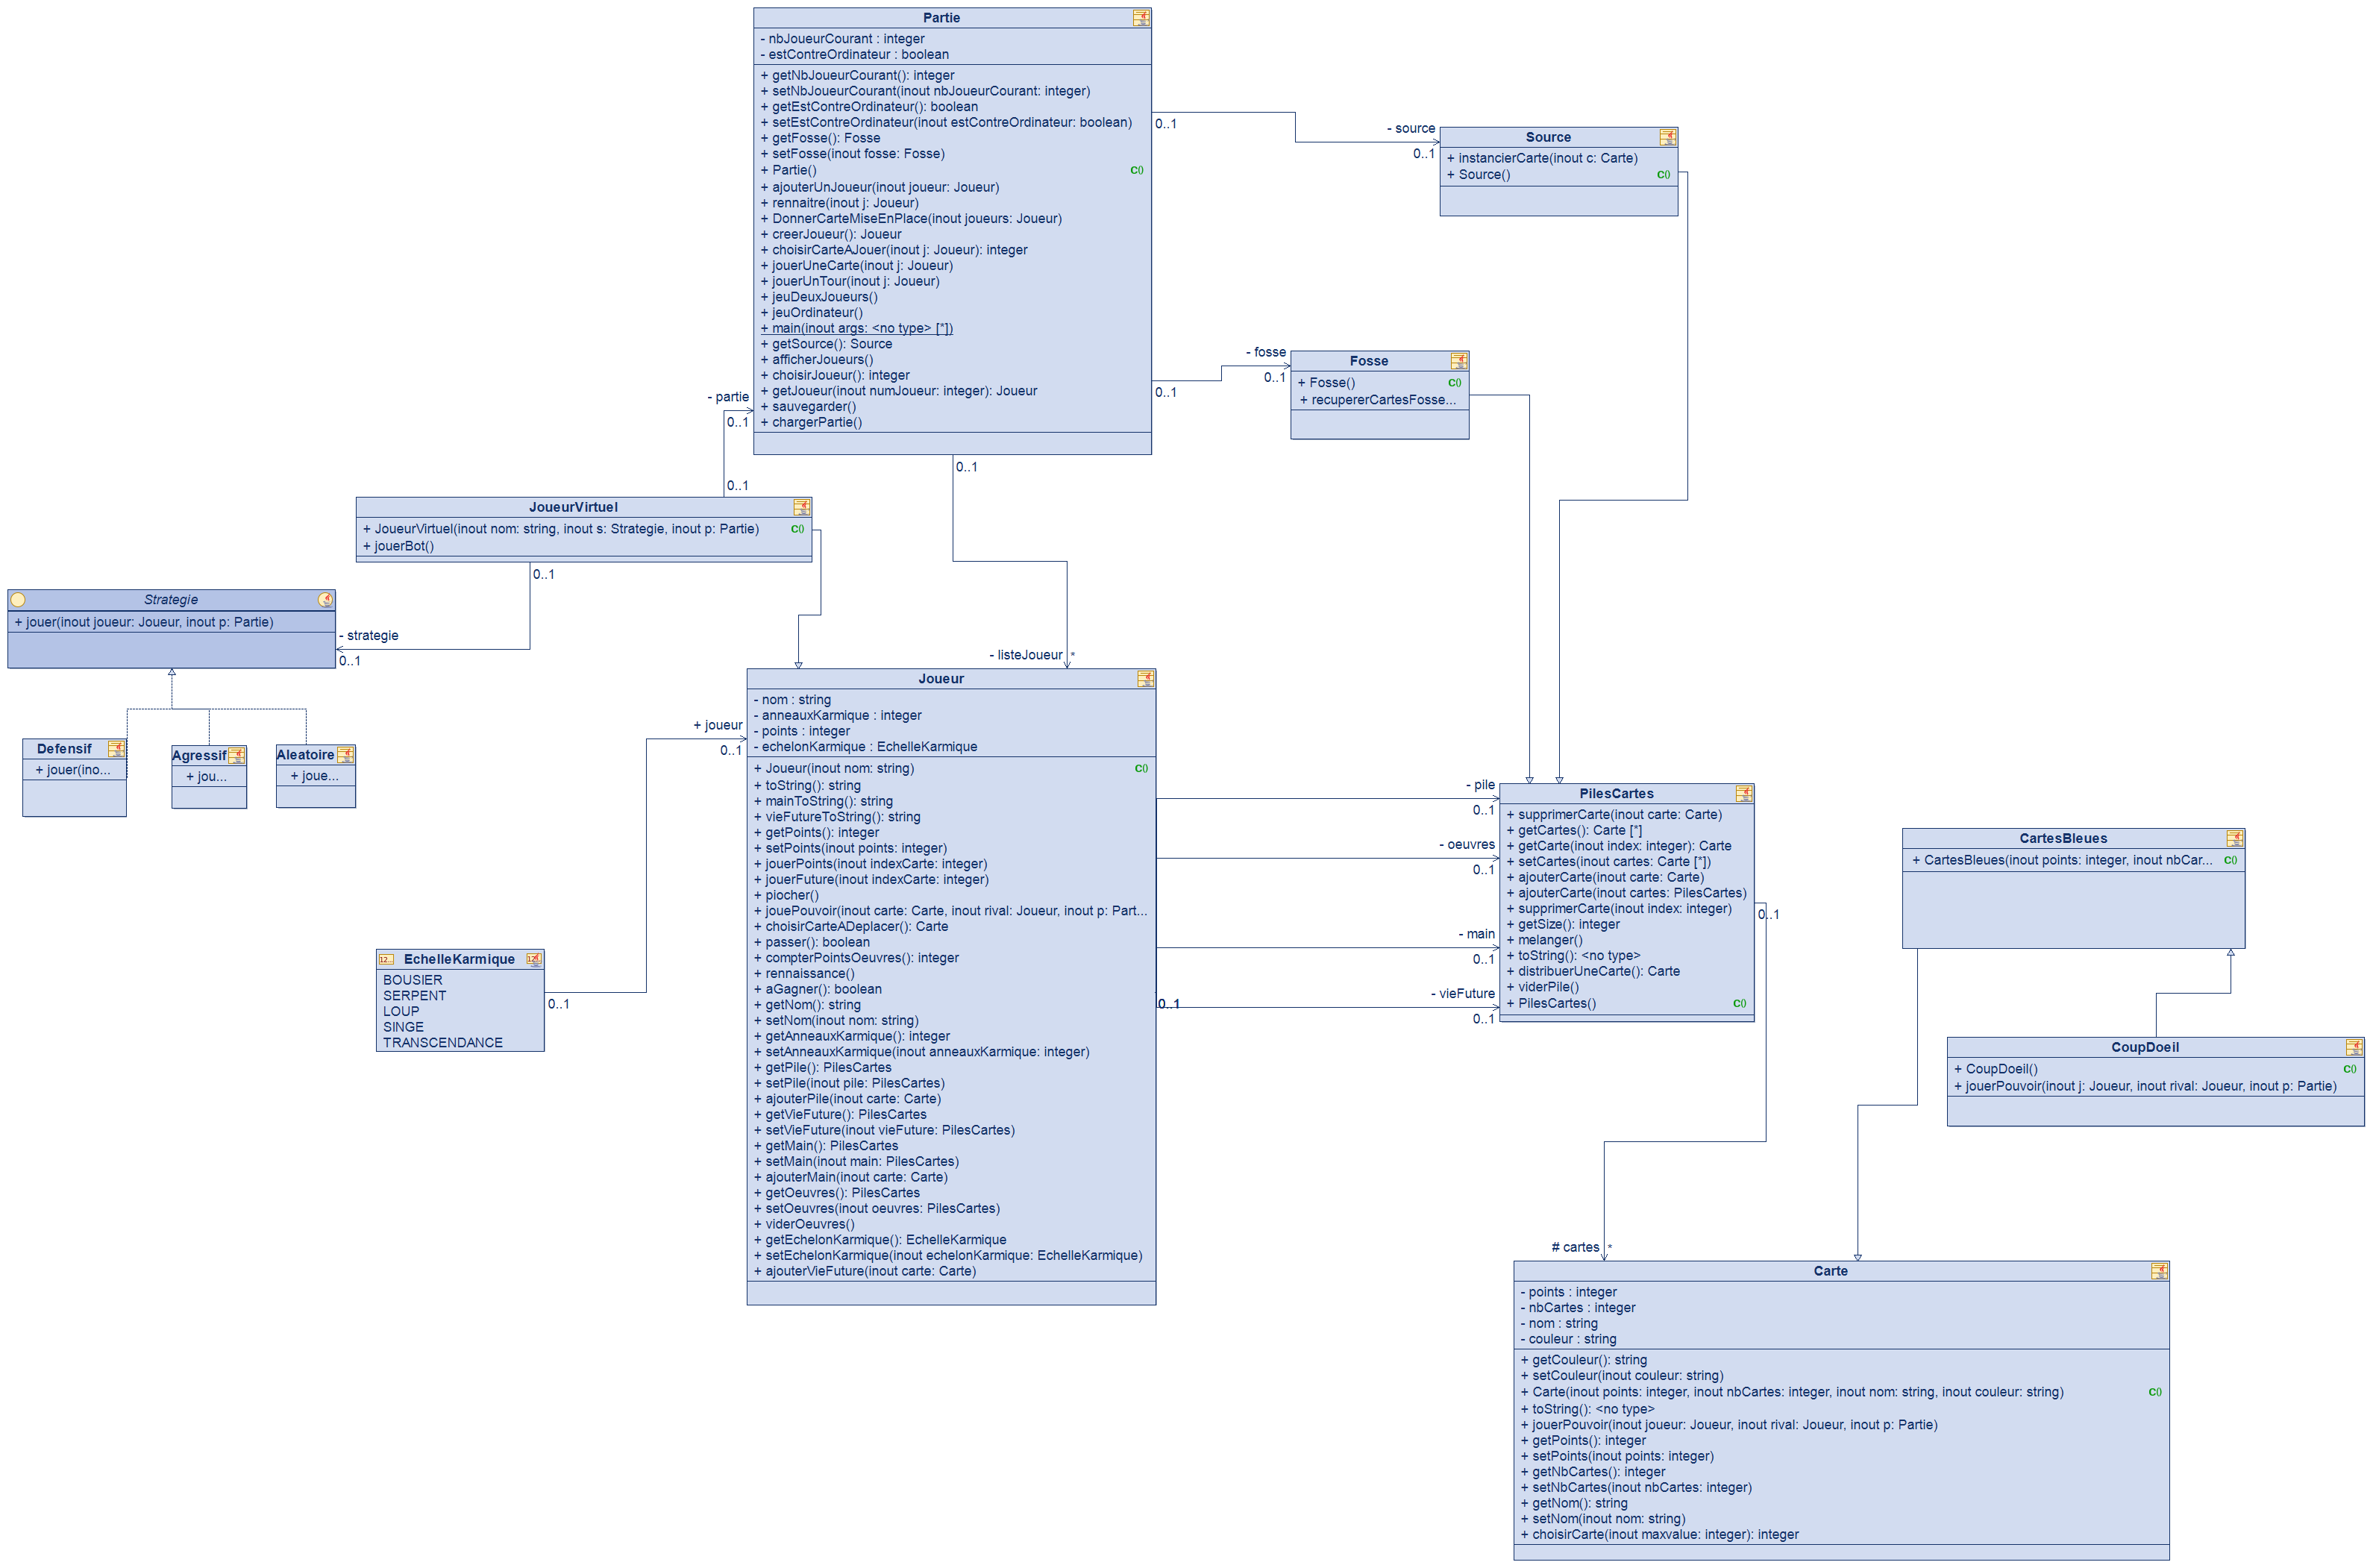 Partie
- nbJoueurCourant : integer
- estContreOrdinateur : boolean
+ getNbJoueurCourant(): integer
+ setNbJoueurCourant(inout nbJoueurCourant: integer)
+ getEstContreOrdinateur(): boolean
+ setEstContreOrdinateur(inout estContreOrdinateur: boolean)
+ getFosse(): Fosse
+ setFosse(inout fosse: Fosse)
+ Partie() C()
+ ajouterUnJoueur(inout joueur: Joueur)
+ rennaitre(inout j: Joueur)
+ DonnerCarteMiseEnPlace(inout joueurs: Joueur)
+ creerJoueur(): Joueur
+ choisirCarteAJouer(inout j: Joueur): integer
+ jouerUneCarte(inout j: Joueur)
+ jouerUnTour(inout j: Joueur)
+ jeuDeuxJoueurs()
+ jeuOrdinateur()
+ main(inout args: <no type> [*])
+ getSource(): Source
+ afficherJoueurs()
+ choisirJoueur(): integer
+ getJoueur(inout numJoueur: integer): Joueur
+ sauvegarder()
+ chargerPartie()
0..1
- source
0..1
Source
+ instancierCarte(inout c: Carte)
+ Source() C()
0..1
- fosse
0..1
Fosse
+ Fosse() C()
+ recupererCartesFosse...
- partie
0..1
0..1
0..1
JoueurVirtuel
+ JoueurVirtuel(inout nom: string, inout s: Strategie, inout p: Partie) C()
+ jouerBot()
0..1
Strategie
+ jouer(inout joueur: Joueur, inout p: Partie)
- strategie
0..1
Defensif
+ jouer(ino...
Agressif
+ jou...
Aleatoire
+ joue...
- listeJoueur *
Joueur
- nom : string
- anneauxKarmique : integer
- points : integer
- echelonKarmique : EchelleKarmique
+ Joueur(inout nom: string) C()
+ toString(): string
+ mainToString(): string
+ vieFutureToString(): string
+ getPoints(): integer
+ setPoints(inout points: integer)
+ jouerPoints(inout indexCarte: integer)
+ jouerFuture(inout indexCarte: integer)
+ piocher()
+ jouePouvoir(inout carte: Carte, inout rival: Joueur, inout p: Part...
+ choisirCarteADeplacer(): Carte
+ passer(): boolean
+ compterPointsOeuvres(): integer
+ rennaissance()
+ aGagner(): boolean
+ getNom(): string
+ setNom(inout nom: string)
+ getAnneauxKarmique(): integer
+ setAnneauxKarmique(inout anneauxKarmique: integer)
+ getPile(): PilesCartes
+ setPile(inout pile: PilesCartes)
+ ajouterPile(inout carte: Carte)
+ getVieFuture(): PilesCartes
+ setVieFuture(inout vieFuture: PilesCartes)
+ getMain(): PilesCartes
+ setMain(inout main: PilesCartes)
+ ajouterMain(inout carte: Carte)
+ getOeuvres(): PilesCartes
+ setOeuvres(inout oeuvres: PilesCartes)
+ viderOeuvres()
+ getEchelonKarmique(): EchelleKarmique
+ setEchelonKarmique(inout echelonKarmique: EchelleKarmique)
+ ajouterVieFuture(inout carte: Carte)
+ joueur
0..1
EchelleKarmique
BOUSIER
SERPENT
LOUP
SINGE
TRANSCENDANCE
0..1
- pile
0..1
- oeuvres
0..1
- main
0..1
0..1
- vieFuture
0..1
PilesCartes
+ supprimerCarte(inout carte: Carte)
+ getCartes(): Carte [*]
+ getCarte(inout index: integer): Carte
+ setCartes(inout cartes: Carte [*])
+ ajouterCarte(inout carte: Carte)
+ ajouterCarte(inout cartes: PilesCartes)
+ supprimerCarte(inout index: integer)
+ getSize(): integer
+ melanger()
+ toString(): <no type>
+ distribuerUneCarte(): Carte
+ viderPile()
+ PilesCartes() C()
0..1
CartesBleues
+ CartesBleues(inout points: integer, inout nbCar... C()
CoupDoeil
+ CoupDoeil() C()
+ jouerPouvoir(inout j: Joueur, inout rival: Joueur, inout p: Partie)
# cartes *
Carte
- points : integer
- nbCartes : integer
- nom : string
- couleur : string
+ getCouleur(): string
+ setCouleur(inout couleur: string)
+ Carte(inout points: integer, inout nbCartes: integer, inout nom: string, inout couleur: string) C()
+ toString(): <no type>
+ jouerPouvoir(inout joueur: Joueur, inout rival: Joueur, inout p: Partie)
+ getPoints(): integer
+ setPoints(inout points: integer)
+ getNbCartes(): integer
+ setNbCartes(inout nbCartes: integer)
+ getNom(): string
+ setNom(inout nom: string)
+ choisirCarte(inout maxvalue: integer): integer